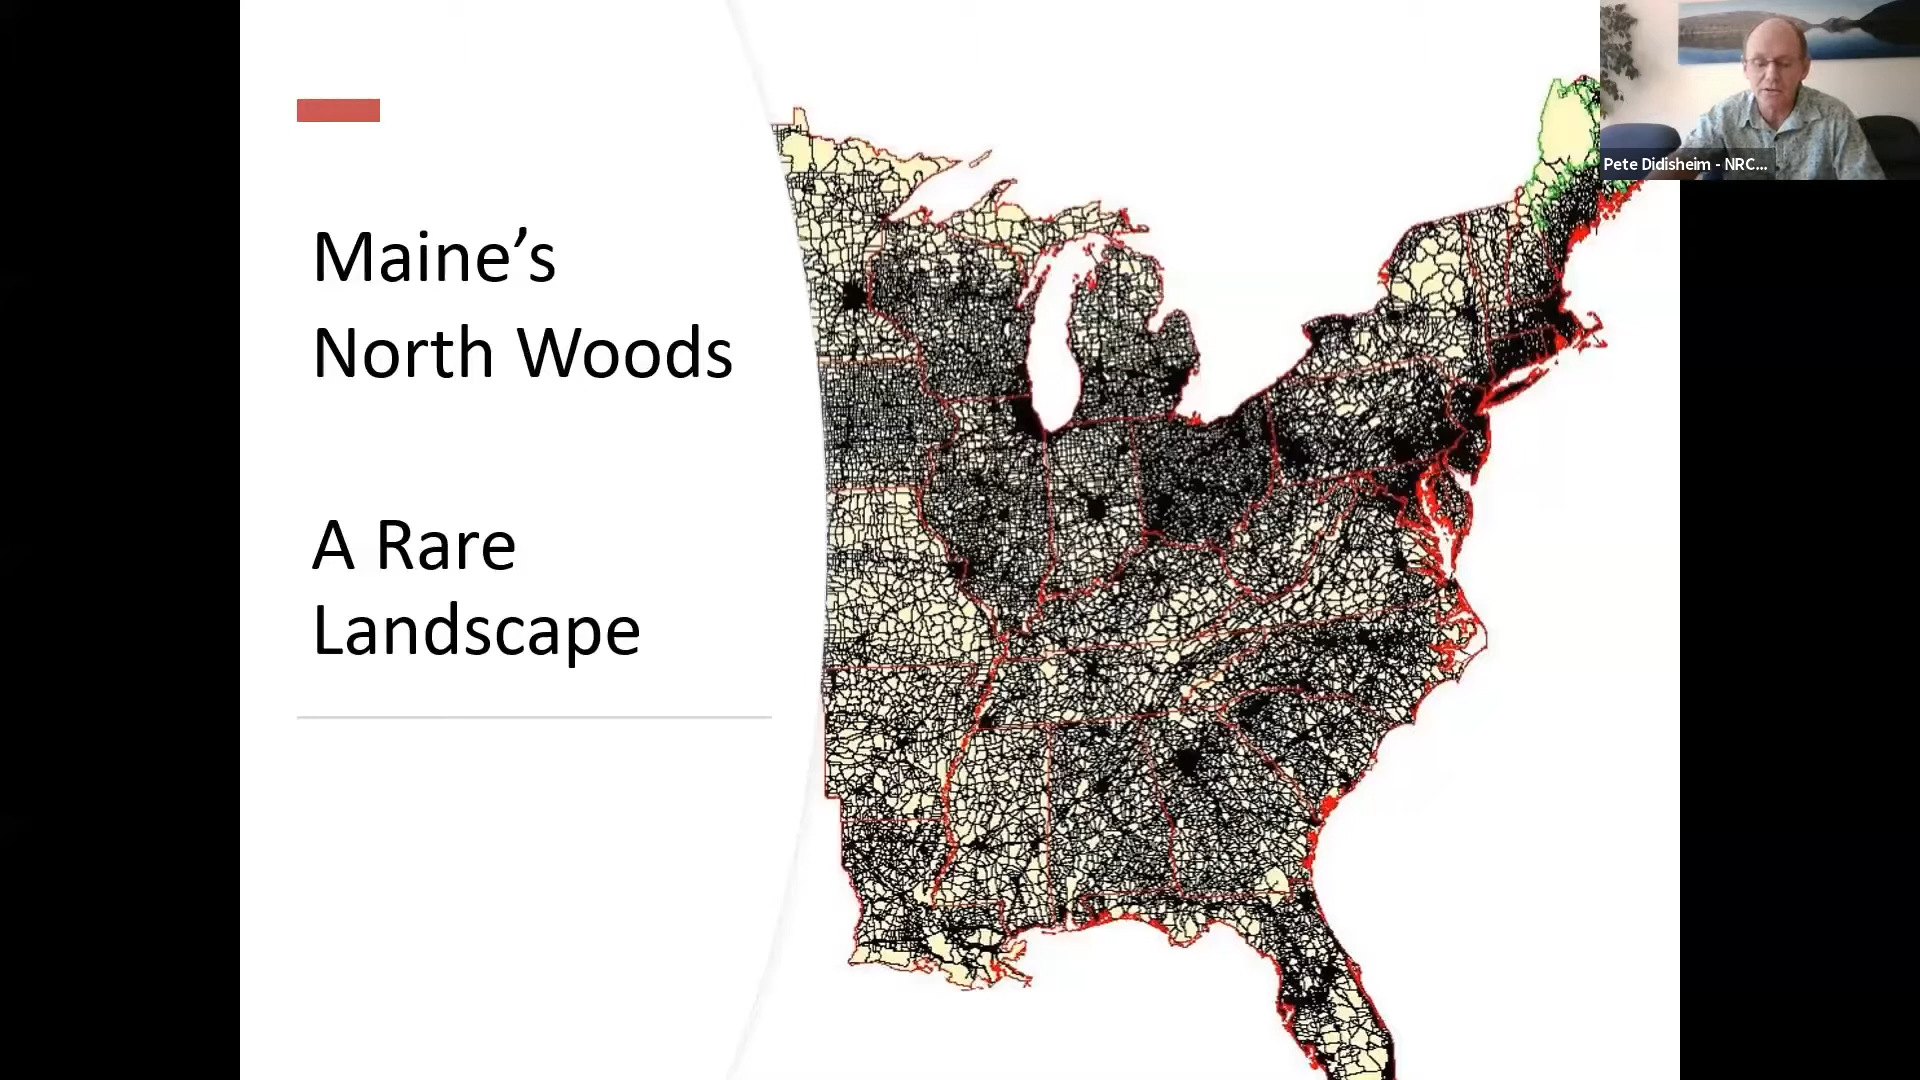 Maine’s
North Woods
A Rare
Landscape
Pete Didisheim - NRC...